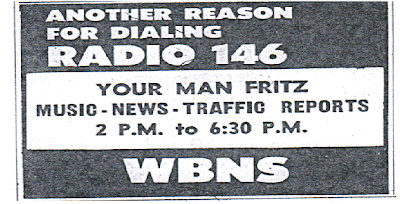 ANOTHER REASON
FOR DIALING
RADIO 146
YOUR MAN FRITZ
MUSIC-NEWS-TRAFFIC REPORTS
2 P.M. to 6:30 P.M.
WBNS